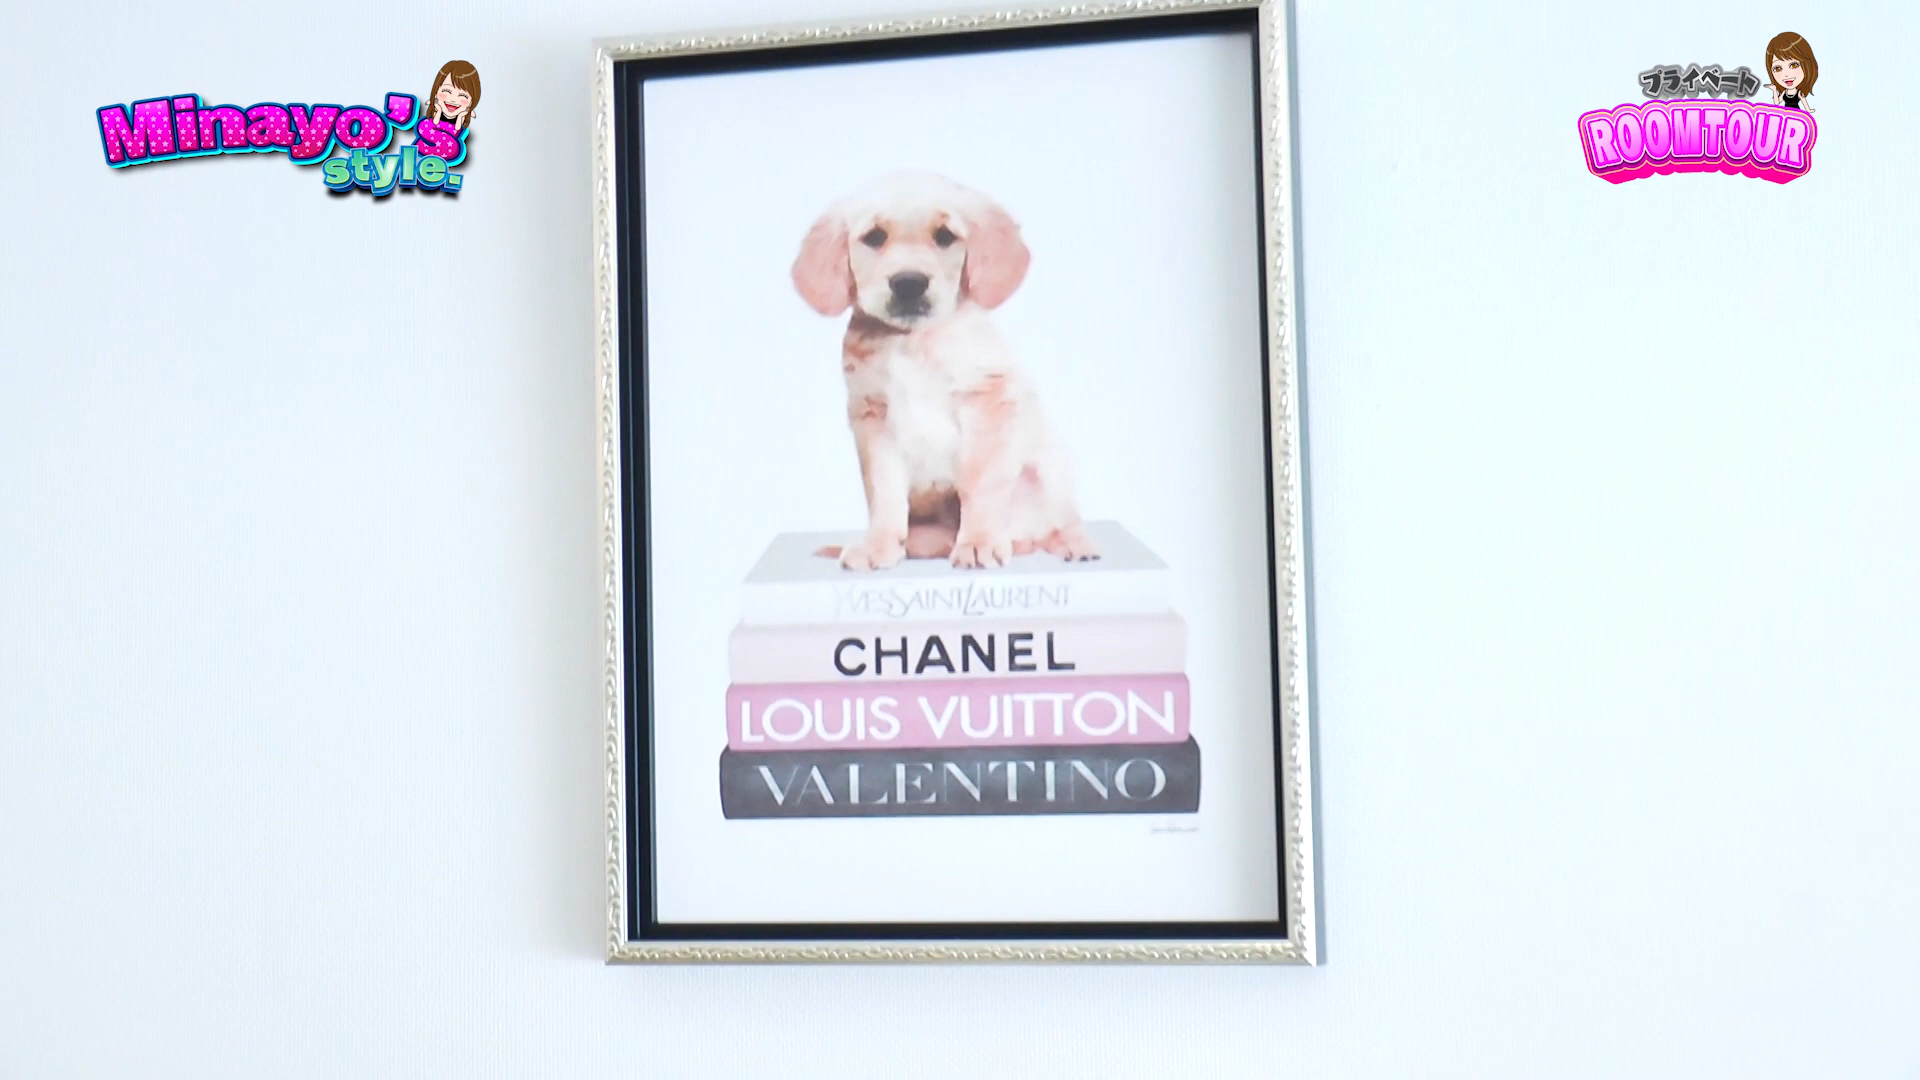 Minayo's
style.
プライベート
ROOMTOUR
YVESSAINTLAURENT
CHANEL
LOUIS VUITTON
VALENTINO